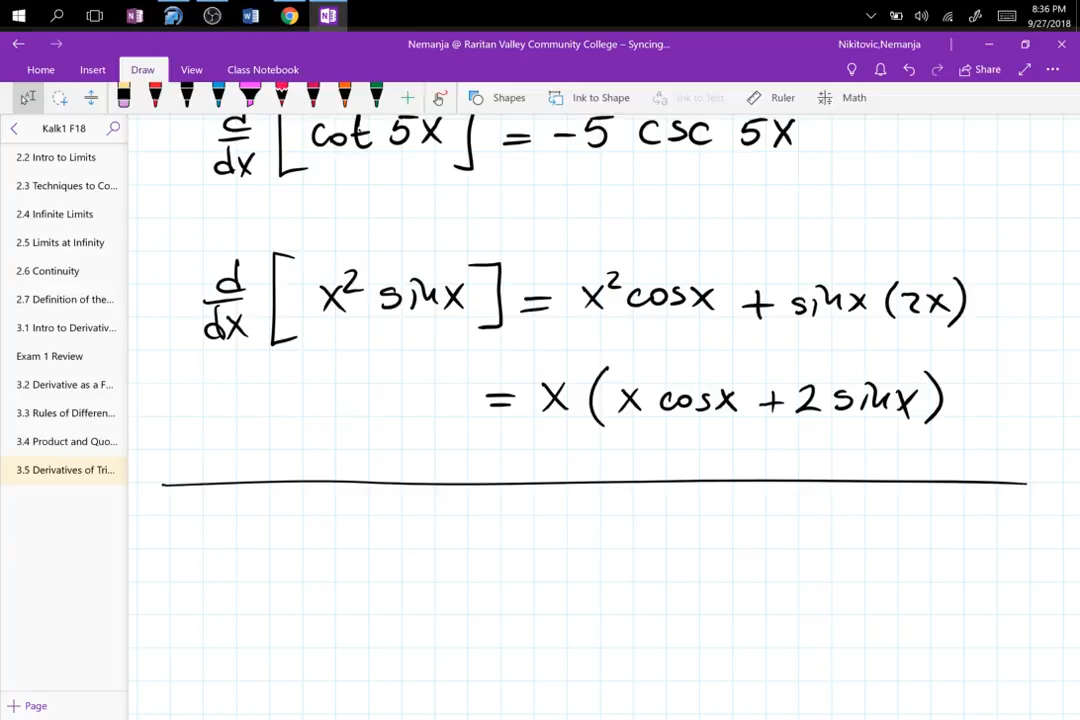 8:36 PM
9/27/2018
Nemanja @ Raritan Valley Community College – Syncing...
Nikitovic,Nemanja
Home Insert Draw View Class Notebook
Share
Shapes Ink to Shape Ink to Text Ruler Math
Kalk1 F18
2.2 Intro to Limits
2.3 Techniques to Co...
2.4 Infinite Limits
2.5 Limits at Infinity
2.6 Continuity
2.7 Definition of the...
3.1 Intro to Derivativ...
Exam 1 Review
3.2 Derivative as a F...
3.3 Rules of Differen...
3.4 Product and Quo...
3.5 Derivatives of Tri...
Page
d/dx [cot 5x] = -5 csc 5x
d/dx [x² sinx] = x² cosx + sinx (2x)
= x (x cosx + 2 sinx)